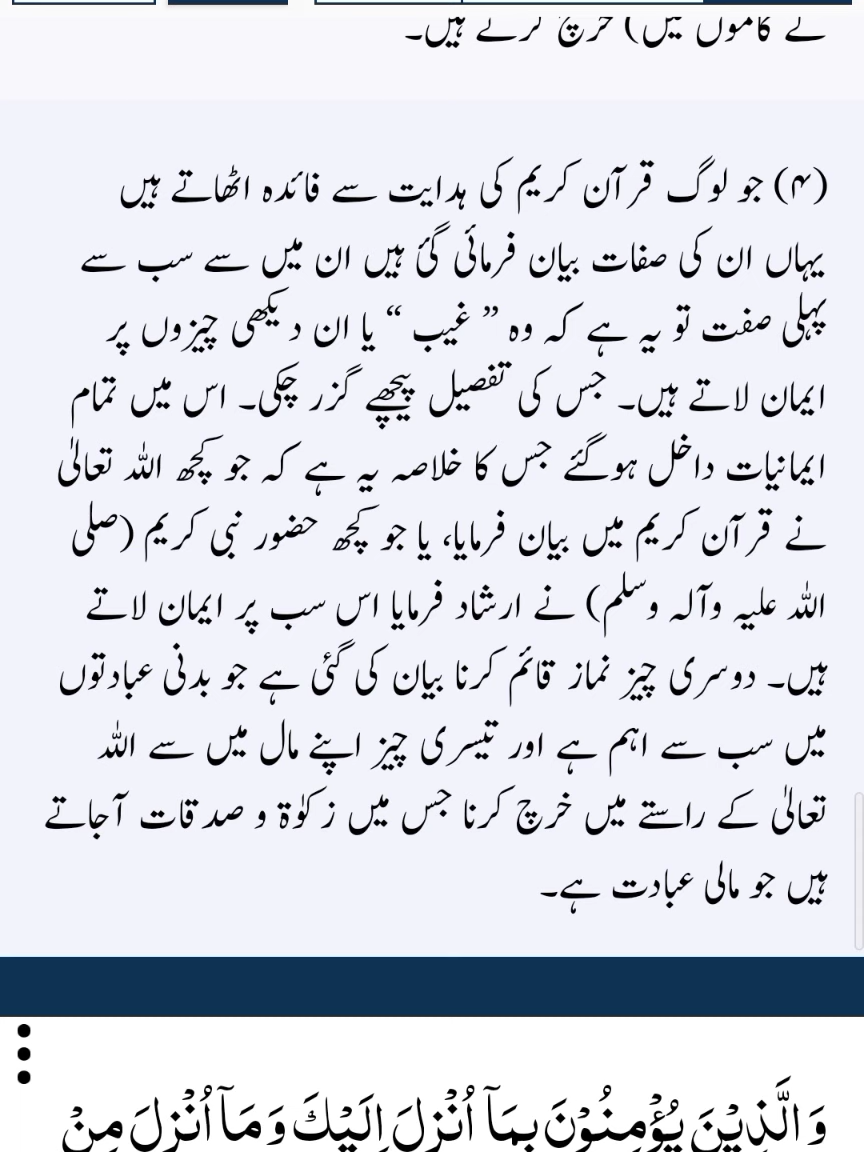 کے کاموں میں) خرچ کرتے ہیں۔
(۴) جو لوگ قرآن کریم کی ہدایت سے فائدہ اٹھاتے ہیں
یہاں ان کی صفات بیان فرمائی گئ ہیں ان میں سے سب سے
پہلی صفت تو یہ ہے کہ وہ ” غیب “ یا ان دیکھی چیزوں پر
ایمان لاتے ہیں۔ جس کی تفصیل پیچھے گزر چکی۔ اس میں تمام
ایمانیات داخل ہوگئے جس کا خلاصہ یہ ہے کہ جو کچھ اللہ تعالیٰ
نے قرآن کریم میں بیان فرمایا، یا جو کچھ حضور نبی کریم (صلی
اللہ علیہ وآلہ وسلم) نے ارشاد فرمایا اس سب پر ایمان لاتے
ہیں۔ دوسری چیز نماز قائم کرنا بیان کی گئی ہے جو بدنی عبادتوں
میں سب سے اہم ہے اور تیسری چیز اپنے مال میں سے اللہ
تعالیٰ کے راستے میں خرچ کرنا جس میں زکوٰۃ و صدقات آجاتے
ہیں جو مالی عبادت ہے۔
وَالَّذِيْنَ يُؤْمِنُوْنَ بِمَآ اُنْزِلَ اِلَيْكَ وَمَآ اُنْزِلَ مِنْ